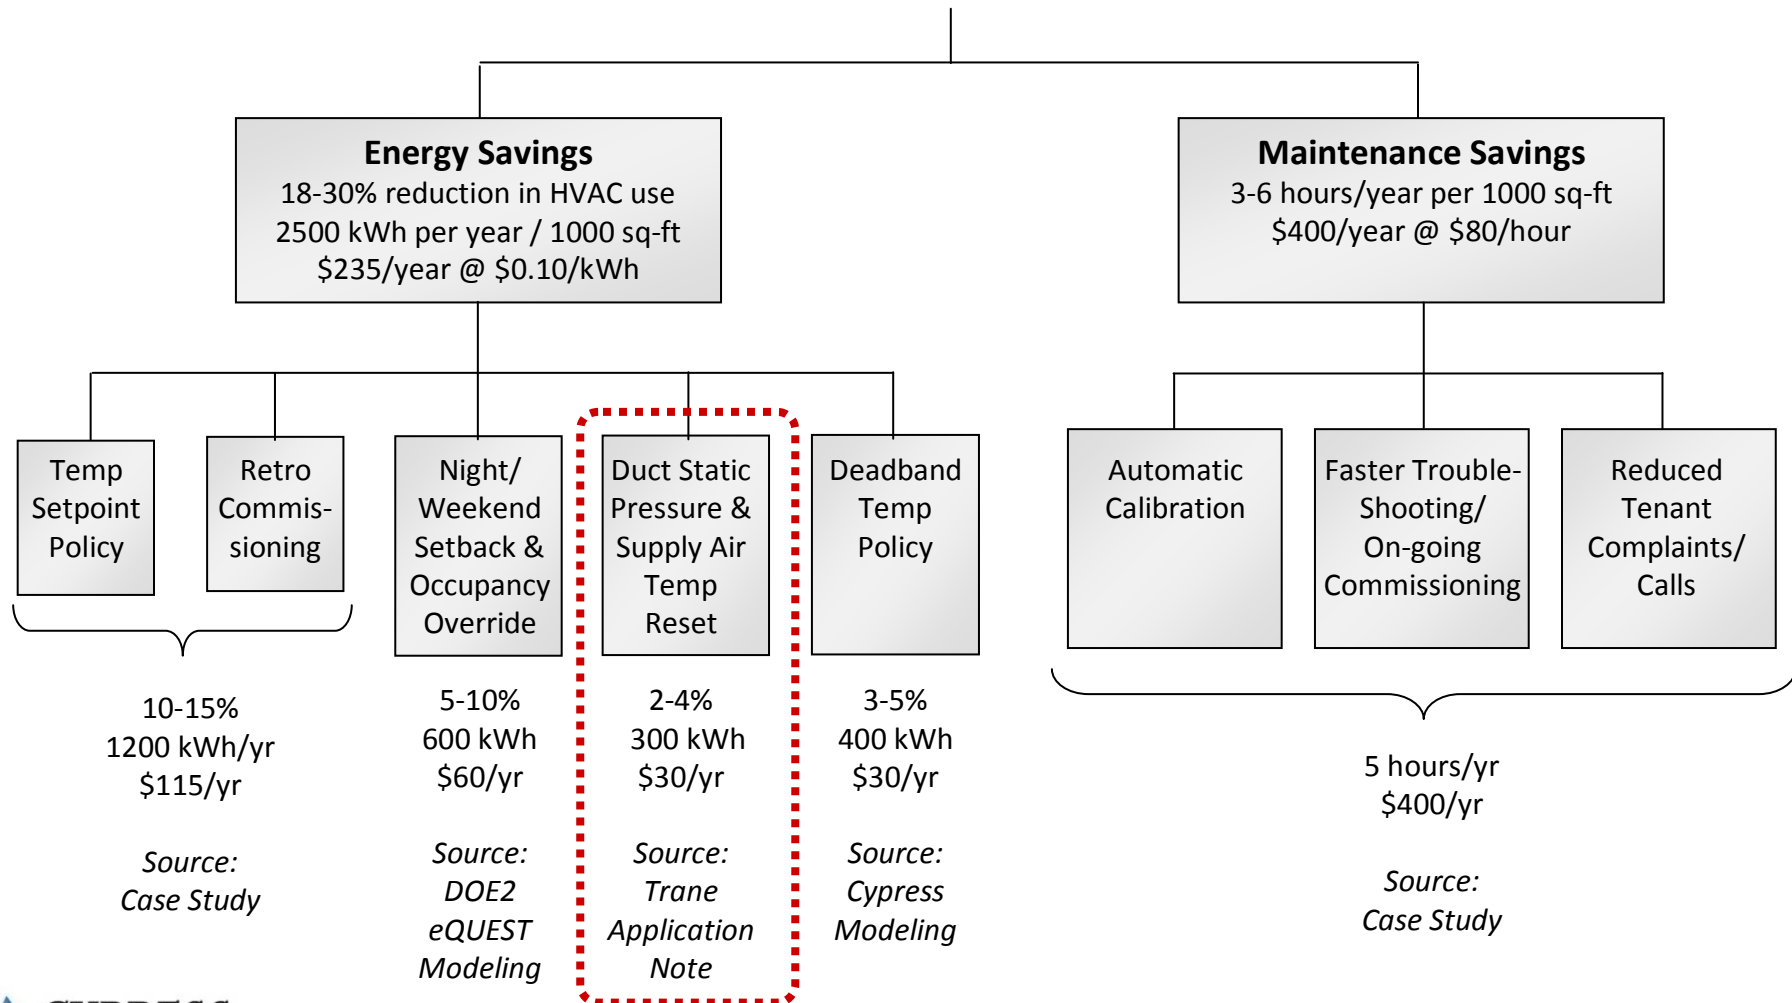 Energy Savings
18-30% reduction in HVAC use
2500 kWh per year / 1000 sq-ft
$235/year @ $0.10/kWh
Maintenance Savings
3-6 hours/year per 1000 sq-ft
$400/year @ $80/hour
Temp
Setpoint
Policy
Retro
Commis-
sioning
Night/
Weekend
Setback &
Occupancy
Override
Duct Static
Pressure &
Supply Air
Temp
Reset
Deadband
Temp
Policy
Automatic
Calibration
Faster Trouble-
Shooting/
On-going
Commissioning
Reduced
Tenant
Complaints/
Calls
10-15%
1200 kWh/yr
$115/yr
Source:
Case Study
5-10%
600 kWh
$60/yr
Source:
DOE2
eQUEST
Modeling
2-4%
300 kWh
$30/yr
Source:
Trane
Application
Note
3-5%
400 kWh
$30/yr
Source:
Cypress
Modeling
5 hours/yr
$400/yr
Source:
Case Study